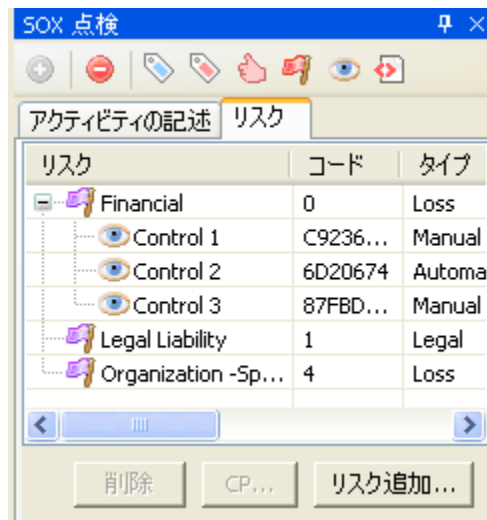 SOX 点検
アクティビティの記述 リスク
リスク コード タイプ
Financial 0 Loss
Control 1 C9236... Manual
Control 2 6D20674 Automa
Control 3 87FBD... Manual
Legal Liability 1 Legal
Organization -Sp... 4 Loss
削除 CP... リスク追加...